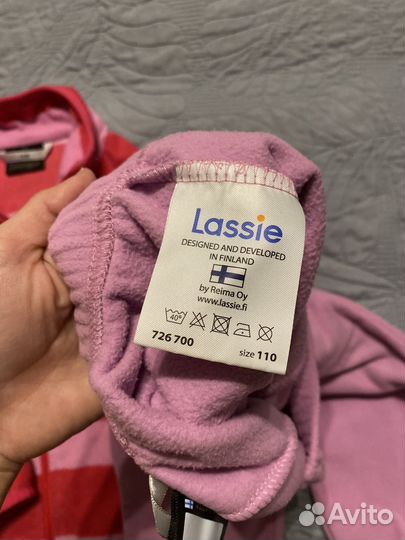 Lassie
DESIGNED AND DEVELOPED
IN FINLAND
by Reima Oy
www.lassie.fi
40°
726 700
size 110
Avito